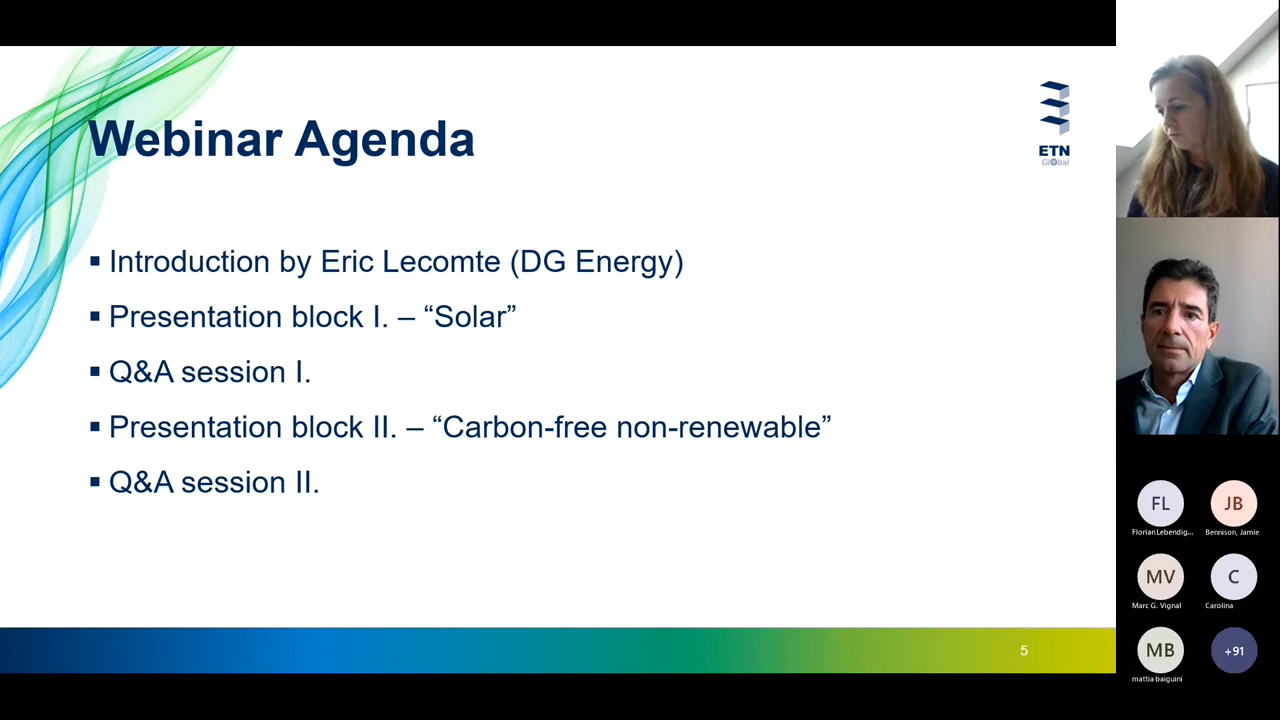 Webinar Agenda
ETN
Global
▪ Introduction by Eric Lecomte (DG Energy)
▪ Presentation block I. – “Solar”
▪ Q&A session I.
▪ Presentation block II. – “Carbon-free non-renewable”
▪ Q&A session II.
5
FL JB
Florian Lebendig... Bennison, Jamie
MV C
Marc G. Vignal Carolina
MB +91
mattia baiguini